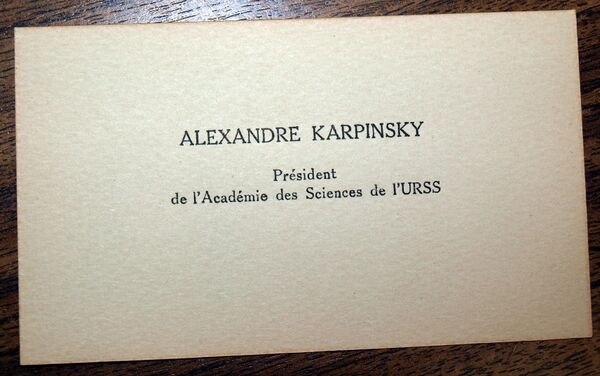 ALEXANDRE KARPINSKY
Président
de l'Académie des Sciences de l'URSS